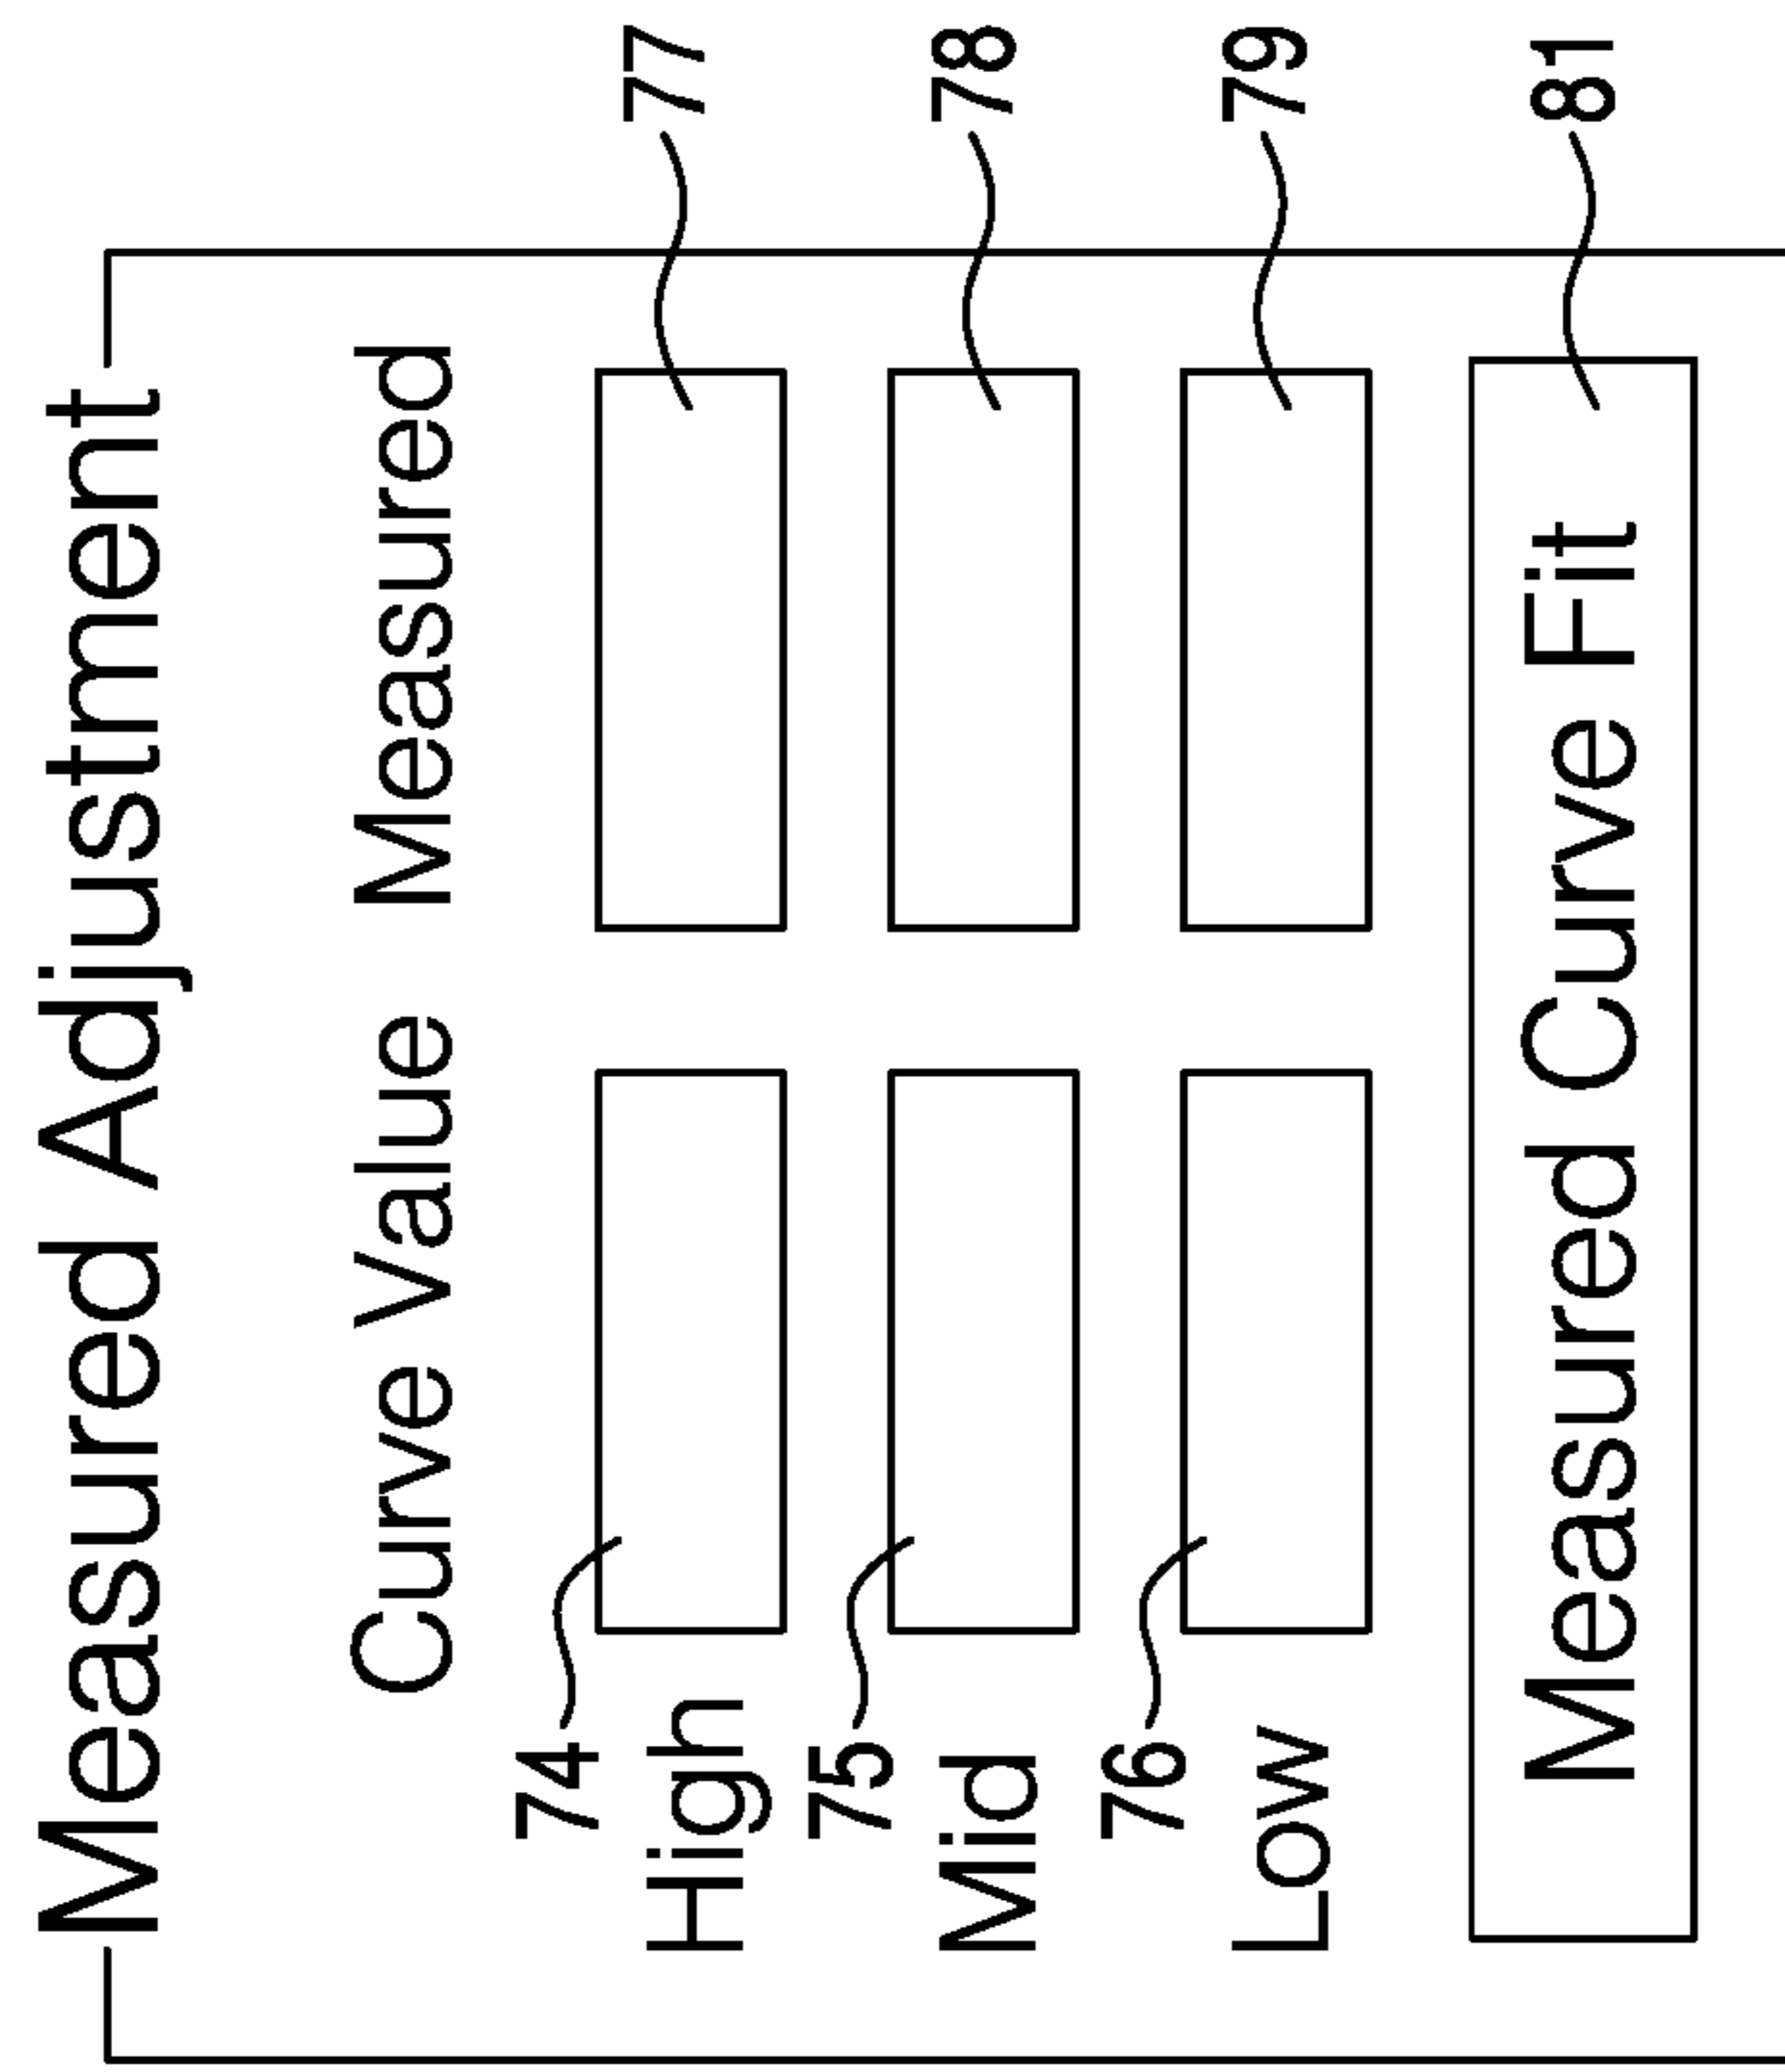 Measured Adjustment
Curve Value Measured
74
High
77
75
Mid
78
76
Low
79
Measured Curve Fit
81